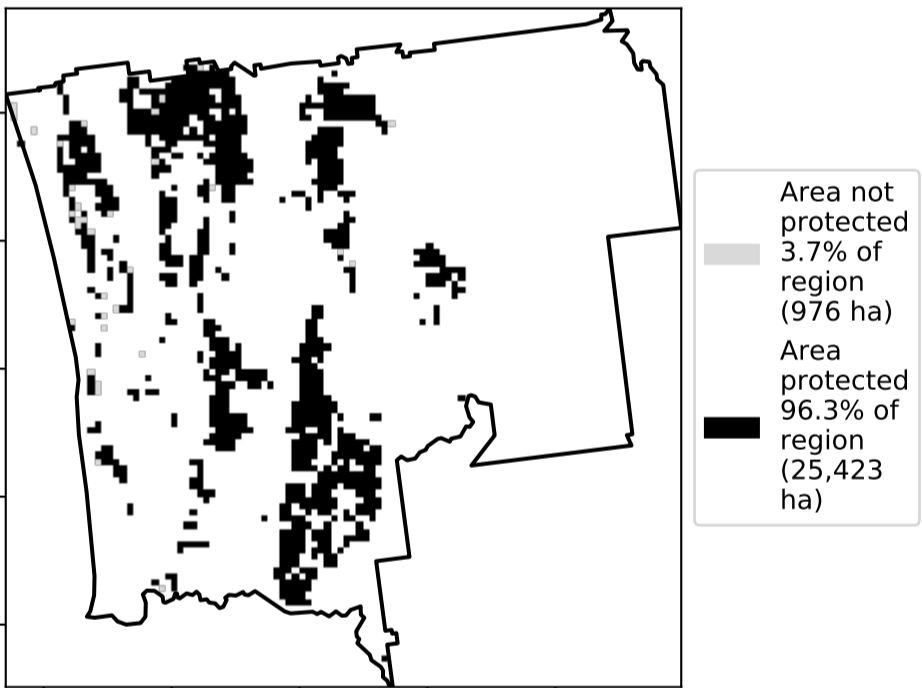 Area not
protected
3.7% of
region
(976 ha)
Area
protected
96.3% of
region
(25,423
ha)